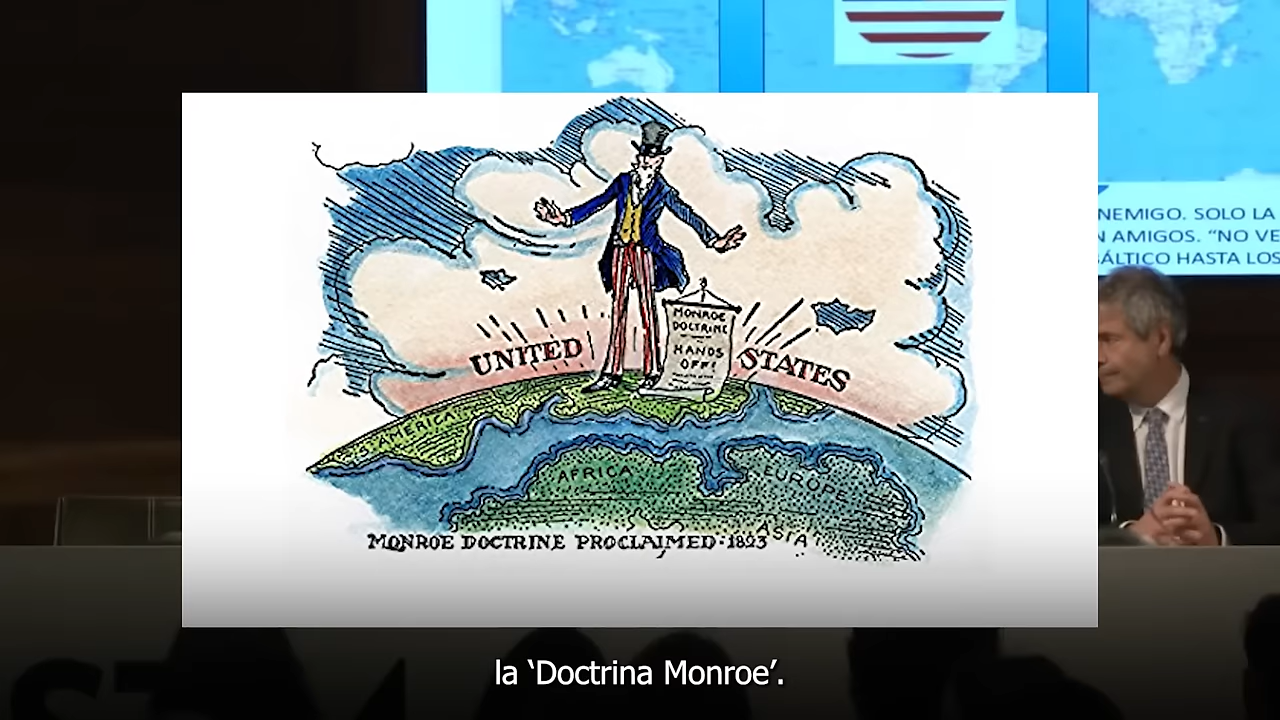 NEMIGO. SOLO LA
N AMIGOS. “NO VE
BÁLTICO HASTA LOS
MONROE
DOCTRINE
HANDS
OFF!
UNITED STATES
AMERICA
AFRICA
EUROPE
ASIA
MONROE DOCTRINE PROCLAIMED·1823
la ‘Doctrina Monroe’.